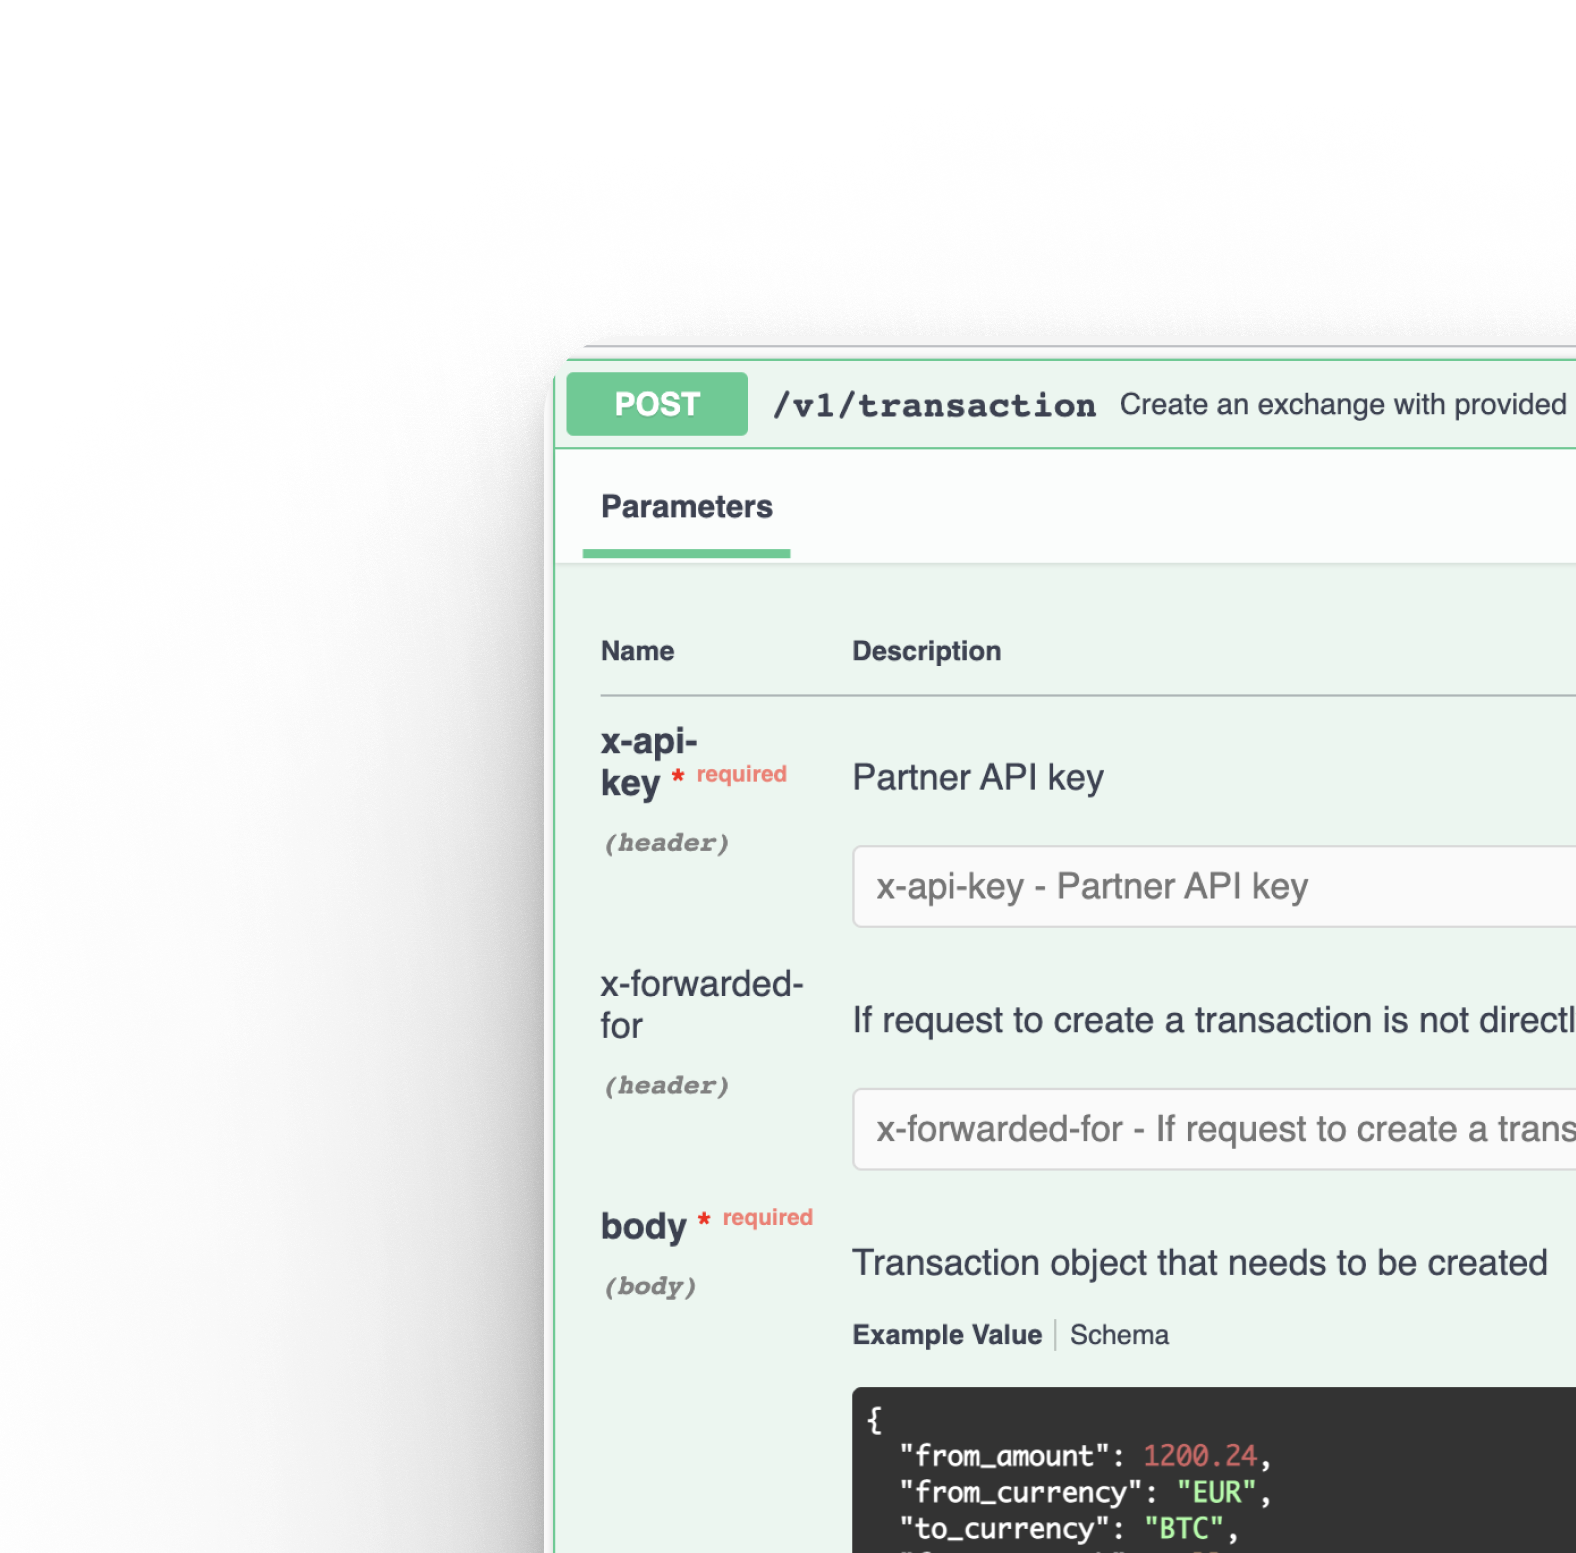 POST /v1/transaction Create an exchange with provided
Parameters
Name Description
x-api-
key * required
(header)
Partner API key
x-api-key - Partner API key
x-forwarded-
for
(header)
If request to create a transaction is not directl
x-forwarded-for - If request to create a trans
body * required
(body)
Transaction object that needs to be created
Example Value Schema
{
"from_amount": 1200.24,
"from_currency": "EUR",
"to_currency": "BTC",